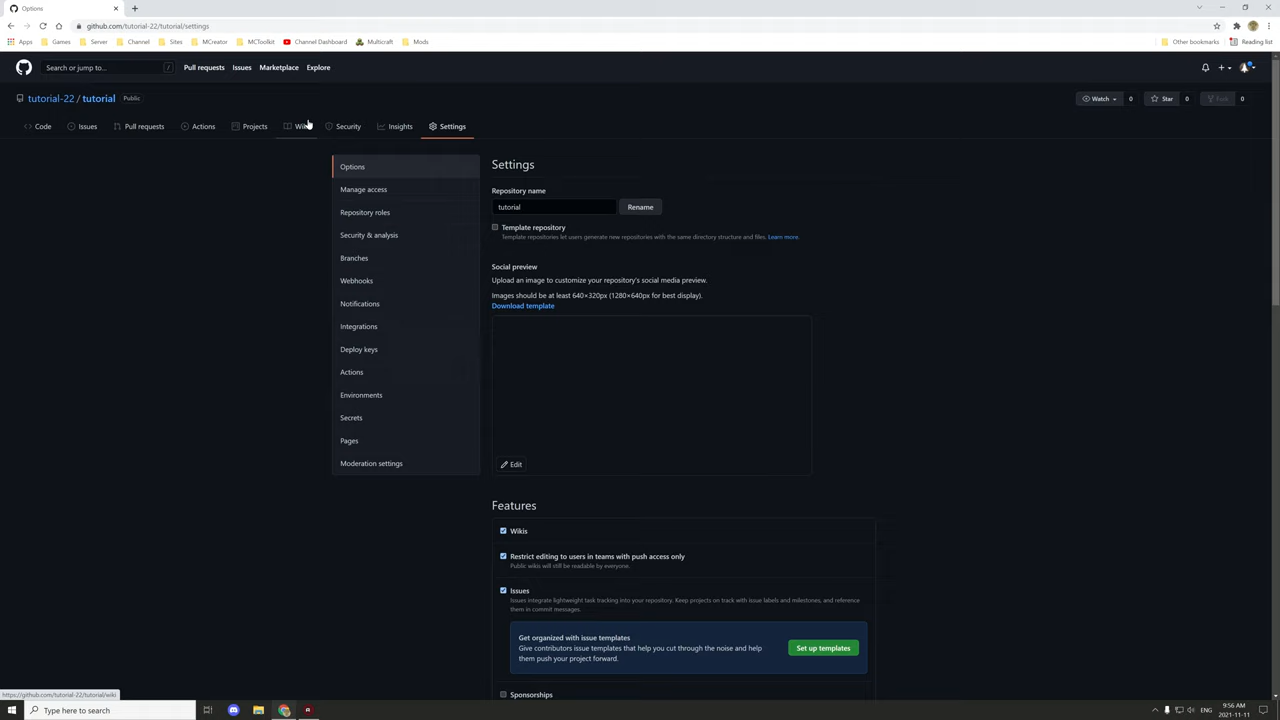 Options
github.com/tutorial-22/tutorial/settings
Apps Games Server Channel Sites MCreator MCToolkit Channel Dashboard Multicraft Mods Other bookmarks Reading list
Search or jump to... / Pull requests Issues Marketplace Explore
tutorial-22 / tutorial Public Watch 0 Star 0 Fork 0
Code Issues Pull requests Actions Projects Wiki Security Insights Settings
Options
Manage access
Repository roles
Security & analysis
Branches
Webhooks
Notifications
Integrations
Deploy keys
Actions
Environments
Secrets
Pages
Moderation settings
Settings
Repository name
tutorial Rename
Template repository
Template repositories let users generate new repositories with the same directory structure and files. Learn more.
Social preview
Upload an image to customize your repository's social media preview.
Images should be at least 640×320px (1280×640px for best display).
Download template
Edit
Features
Wikis
Restrict editing to users in teams with push access only
Public wikis will still be readable by everyone.
Issues
Issues integrate lightweight task tracking into your repository. Keep projects on track with issue labels and milestones, and reference
them in commit messages.
Get organized with issue templates
Give contributors issue templates that help you cut through the noise and help
them push your project forward.
Set up templates
Sponsorships
https://github.com/tutorial-22/tutorial/wiki
Type here to search
ENG
9:56 AM
2021-11-11